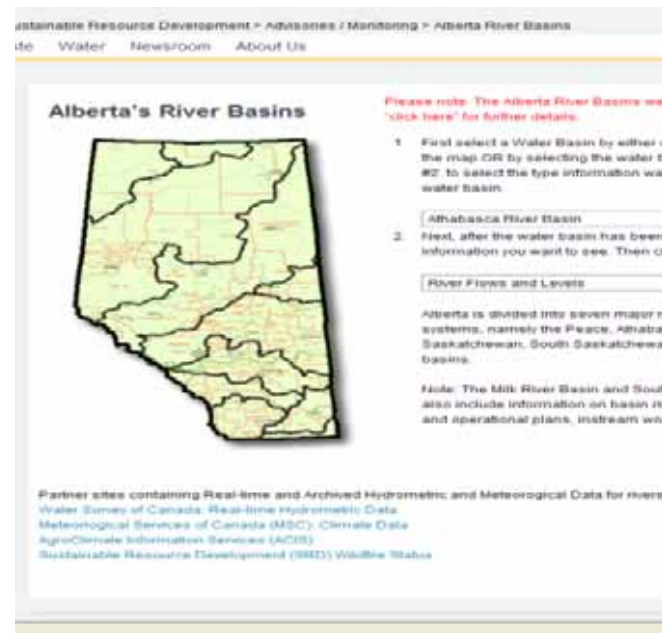 ustainable Resource Development > Advisories / Monitoring > Alberta River Basins
Water Newsroom About Us
Alberta's River Basins
Please note: The Alberta River Basins we
"click here" for further details.
1 First select a Water Basin by either
the map OR by selecting the water
#2. to select the type information wa
water basin.
Athabasca River Basin
2. Next, after the water basin has been
information you want to see. Then c
River Flows and Levels
Alberta is divided into seven major r
systems, namely the Peace, Athaba
Saskatchewan, South Saskatchewa
basins.
Note: The Milk River Basin and Sout
also include information on basin m
and operational plans, instream wo
Partner sites containing Real-time and Archived Hydrometric and Meteorogical Data for rivers
Water Survey of Canada: Real-time Hydrometric Data
Meteorological Services of Canada (MSC): Climate Data
AgroClimate Information Services (ACIS)
Sustainable Resource Development (SRD) Wildfire Status